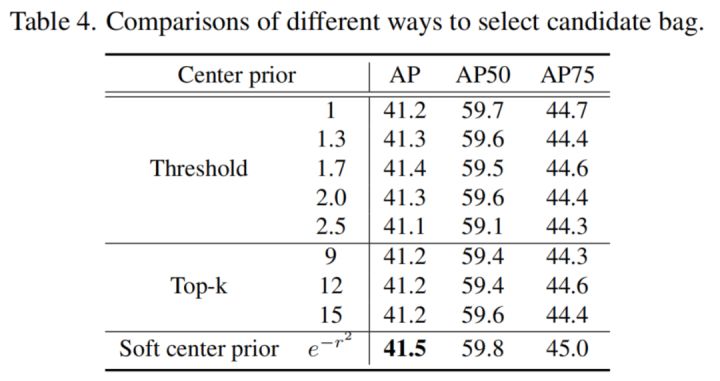 Table 4. Comparisons of different ways to select candidate bag.
Center prior AP AP50 AP75
1 41.2 59.7 44.7
1.3 41.3 59.6 44.4
Threshold 1.7 41.4 59.5 44.6
2.0 41.3 59.6 44.4
2.5 41.1 59.1 44.3
9 41.2 59.4 44.3
Top-k 12 41.2 59.4 44.6
15 41.2 59.6 44.4
Soft center prior e^{-r^2} 41.5 59.8 45.0